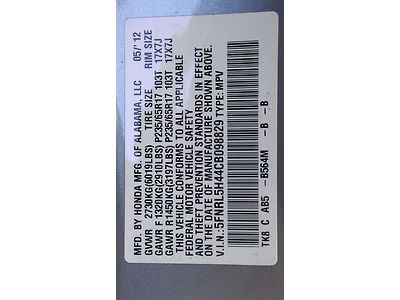 MFD. BY HONDA MFG. OF ALABAMA, LLC 05/' 12
GVWR 2730KG(6019LBS) TIRE SIZE RIM SIZE
GAWR F 1320KG(2910LBS) P235/65R17 103T 17X7J
GAWR R 1450KG(3197LBS) P235/65R17 103T 17X7J
THIS VEHICLE CONFORMS TO ALL APPLICABLE
FEDERAL MOTOR VEHICLE SAFETY
AND THEFT PREVENTION STANDARDS IN EFFECT
ON THE DATE OF MANUFACTURE SHOWN ABOVE.
V.I.N.:5FNRL5H44CB098829 TYPE: MPV
TK8 C AB5 -B564M -B -B